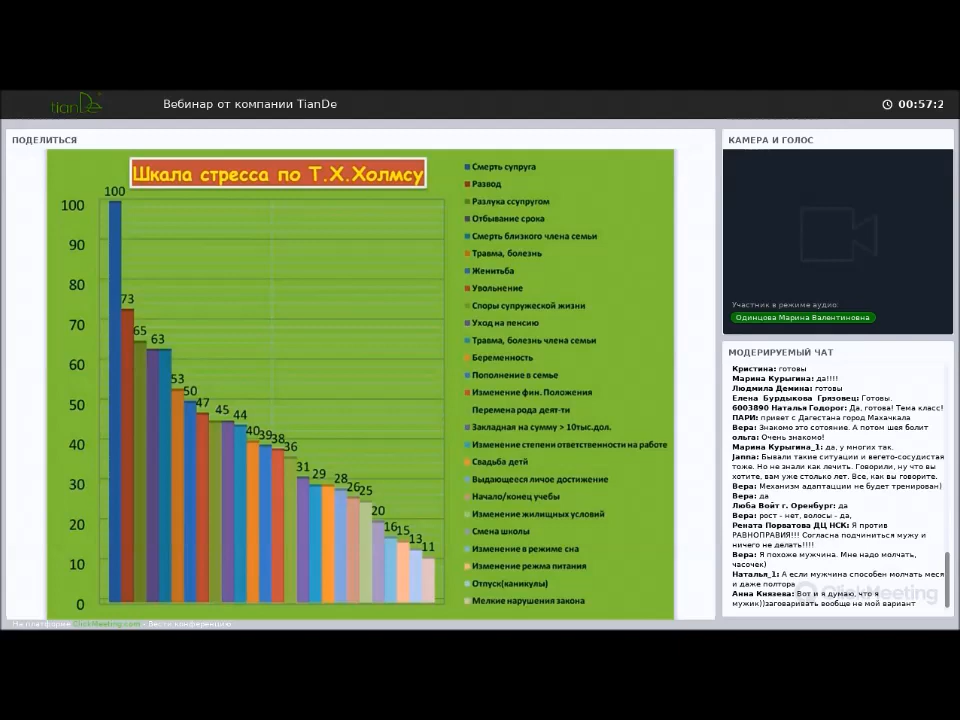 tianDe
Вебинар от компании TianDe
00:57:2
ПОДЕЛИТЬСЯ
Шкала стресса по Т.Х.Холмсу
100
90
80
70
60
50
40
30
20
10
0
100
73
65
63
53
50
47
45
44
40
39
38
36
31
29
28
26
25
20
16
15
13
11
Смерть супруга
Развод
Разлука ссупругом
Отбывание срока
Смерть близкого члена семьи
Травма, болезнь
Женитьба
Увольнение
Споры супружеской жизни
Уход на пенсию
Травма, болезнь члена семьи
Беременность
Пополнение в семье
Изменение фин. Положения
Перемена рода деят-ти
Закладная на сумму > 10тыс.дол.
Изменение степени ответственности на работе
Свадьба детй
Выдающееся личое достижение
Начало/конец учебы
Изменение жилищных условий
Смена школы
Изменение в режиме сна
Изменение режма питания
Отпуск(каникулы)
Мелкие нарушения закона
КАМЕРА И ГОЛОС
Участник в режиме аудио:
Одинцова Марина Валентиновна
МОДЕРИРУЕМЫЙ ЧАТ
Кристина: готовы
Марина Курыгина: да!!!!
Людмила Демина: готовы
Елена Бурдыкова Грязовец: Готовы.
6003890 Наталья Годорог: Да, готова! Тема класс!
ПАРИ: привет с Дагестана город Махачкала
Вера: Знакомо это сотояние. А потом шея болит
ольга: Очень знакомо!
Марина Курыгина_1: да, у многих так.
Janna: Бывали такие ситуации и вегето-сосудистая
тоже. Но не знали как лечить. Говорили, ну что вы
хотите, вам уже столько лет. Все, как вы говорите.
Вера: Механизм адаптации не будет тренирован)
Вера: да
Люба Войт г. Оренбург: да
Вера: рост - нет, волосы - да,
Рената Порватова ДЦ НСК: Я против
РАВНОПРАВИЯ!!! Согласна подчиниться мужу и
ничего не делать!!!!
Вера: Я похоже мужчина. Мне надо молчать,
часочек)
Наталья_1: А если мужчина способен молчать меся
и даже полтора
Анна Князева: Вот и я думаю, что я
мужик))заговаривать вообще не мой вариант
ClickMeeting
На платформе ClickMeeting.com - Вести конференцию